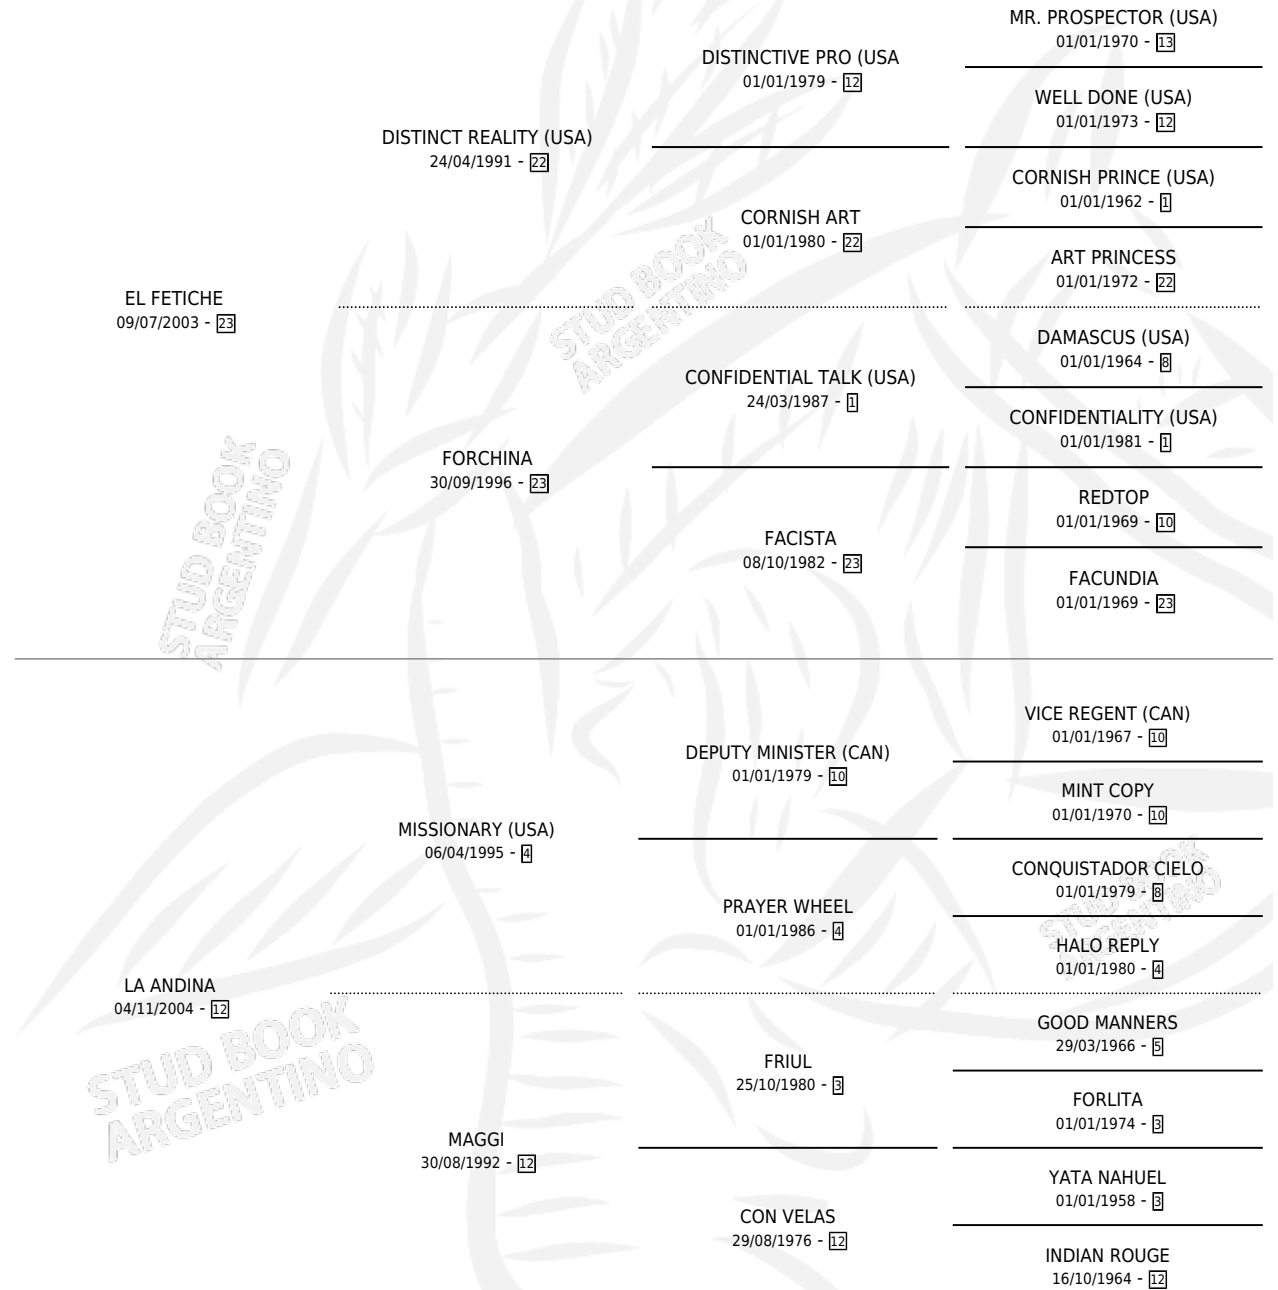 MR. PROSPECTOR (USA)
01/01/1970 - 13
DISTINCTIVE PRO (USA
01/01/1979 - 12
WELL DONE (USA)
01/01/1973 - 12
DISTINCT REALITY (USA)
24/04/1991 - 22
CORNISH PRINCE (USA)
01/01/1962 - 1
CORNISH ART
01/01/1980 - 22
ART PRINCESS
01/01/1972 - 22
EL FETICHE
09/07/2003 - 23
STUD BOOK
ARGENTINO
DAMASCUS (USA)
01/01/1964 - 8
CONFIDENTIAL TALK (USA)
24/03/1987 - 1
CONFIDENTIALITY (USA)
01/01/1981 - 1
FORCHINA
30/09/1996 - 23
REDTOP
01/01/1969 - 10
FACISTA
08/10/1982 - 23
FACUNDIA
01/01/1969 - 23
STUD BOOK
ARGENTINO
VICE REGENT (CAN)
01/01/1967 - 10
DEPUTY MINISTER (CAN)
01/01/1979 - 10
MINT COPY
01/01/1970 - 10
MISSIONARY (USA)
06/04/1995 - 4
CONQUISTADOR CIELO
01/01/1979 - 8
PRAYER WHEEL
01/01/1986 - 4
STUD BOOK
ARGENTINO
HALO REPLY
01/01/1980 - 4
LA ANDINA
04/11/2004 - 12
STUD BOOK
ARGENTINO
GOOD MANNERS
29/03/1966 - 5
FRIUL
25/10/1980 - 3
FORLITA
01/01/1974 - 3
MAGGI
30/08/1992 - 12
YATA NAHUEL
01/01/1958 - 3
CON VELAS
29/08/1976 - 12
INDIAN ROUGE
16/10/1964 - 12